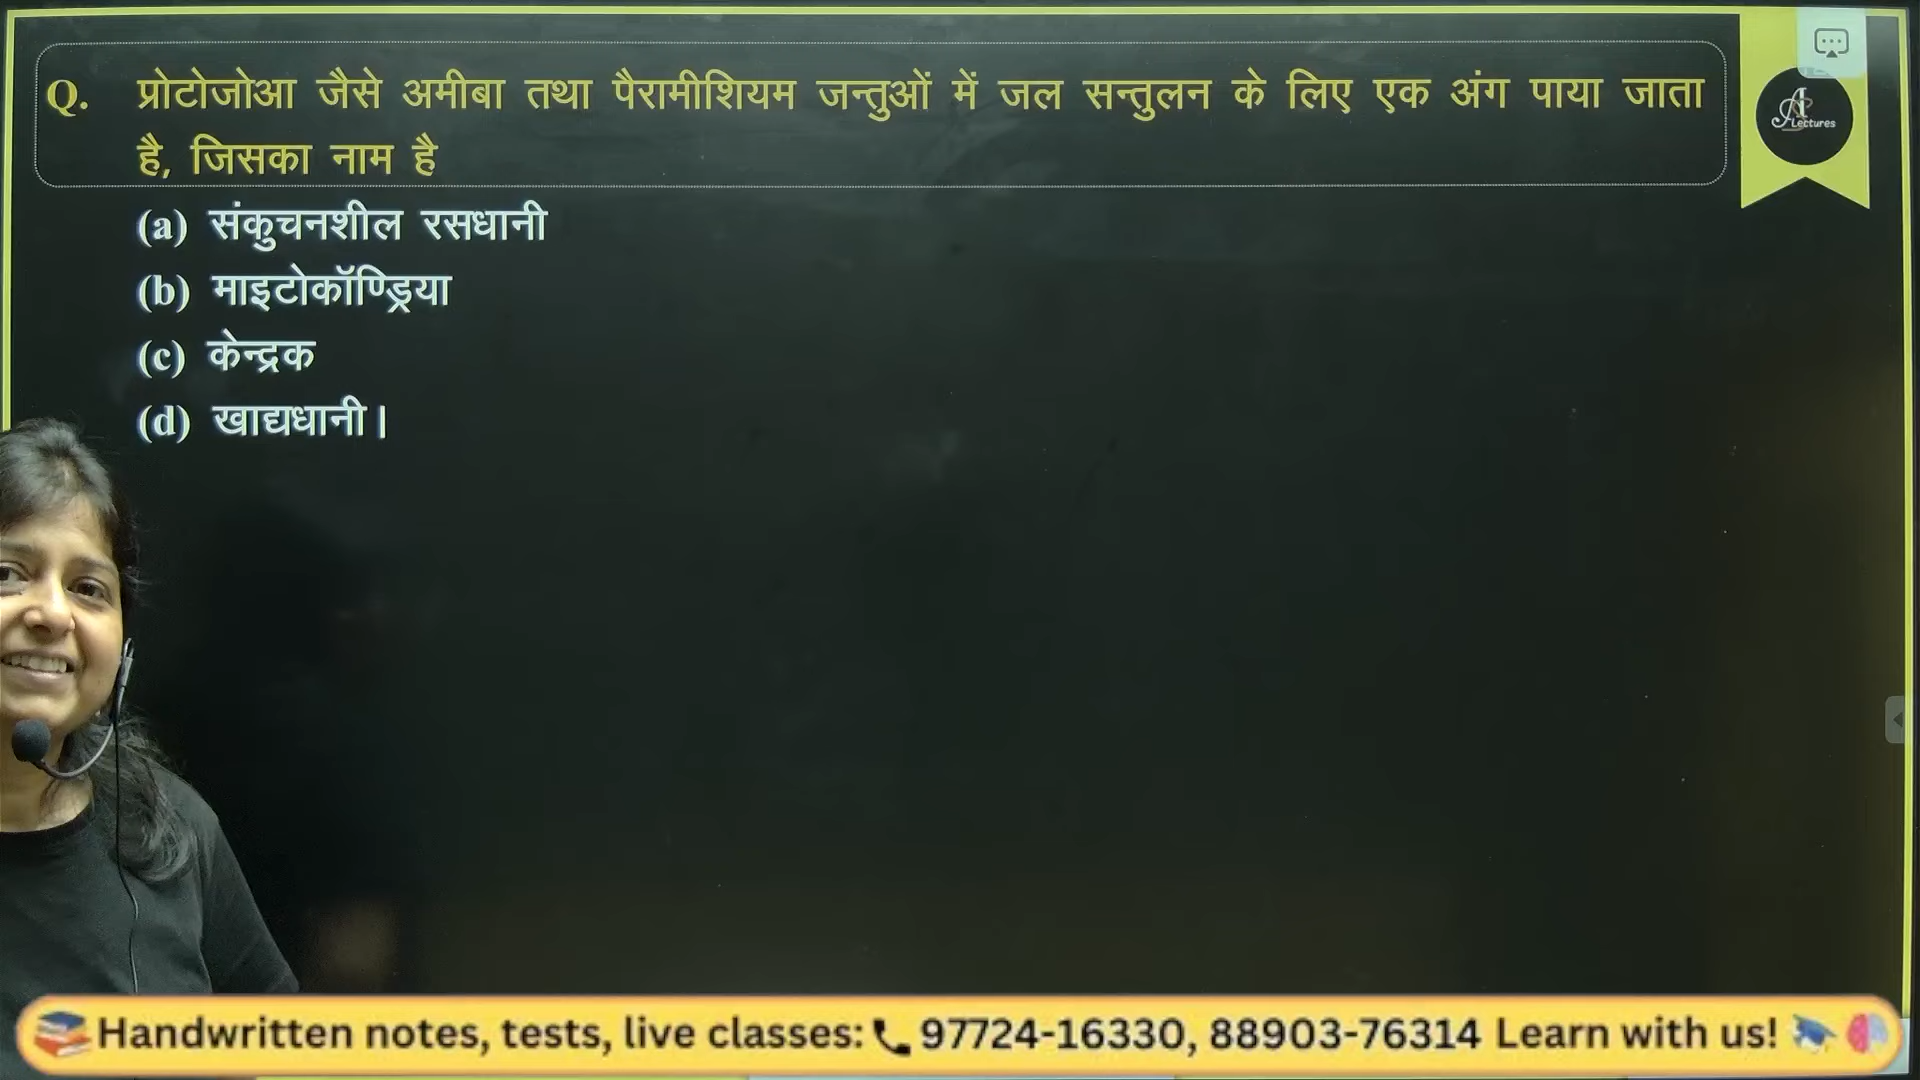 Q. प्रोटोजोआ जैसे अमीबा तथा पैरामीशियम जन्तुओं में जल सन्तुलन के लिए एक अंग पाया जाता
है, जिसका नाम है
(a) संकुचनशील रसधानी
(b) माइटोकॉण्ड्रिया
(c) केन्द्रक
(d) खाद्यधानी।
Lectures
Handwritten notes, tests, live classes: 97724-16330, 88903-76314 Learn with us!